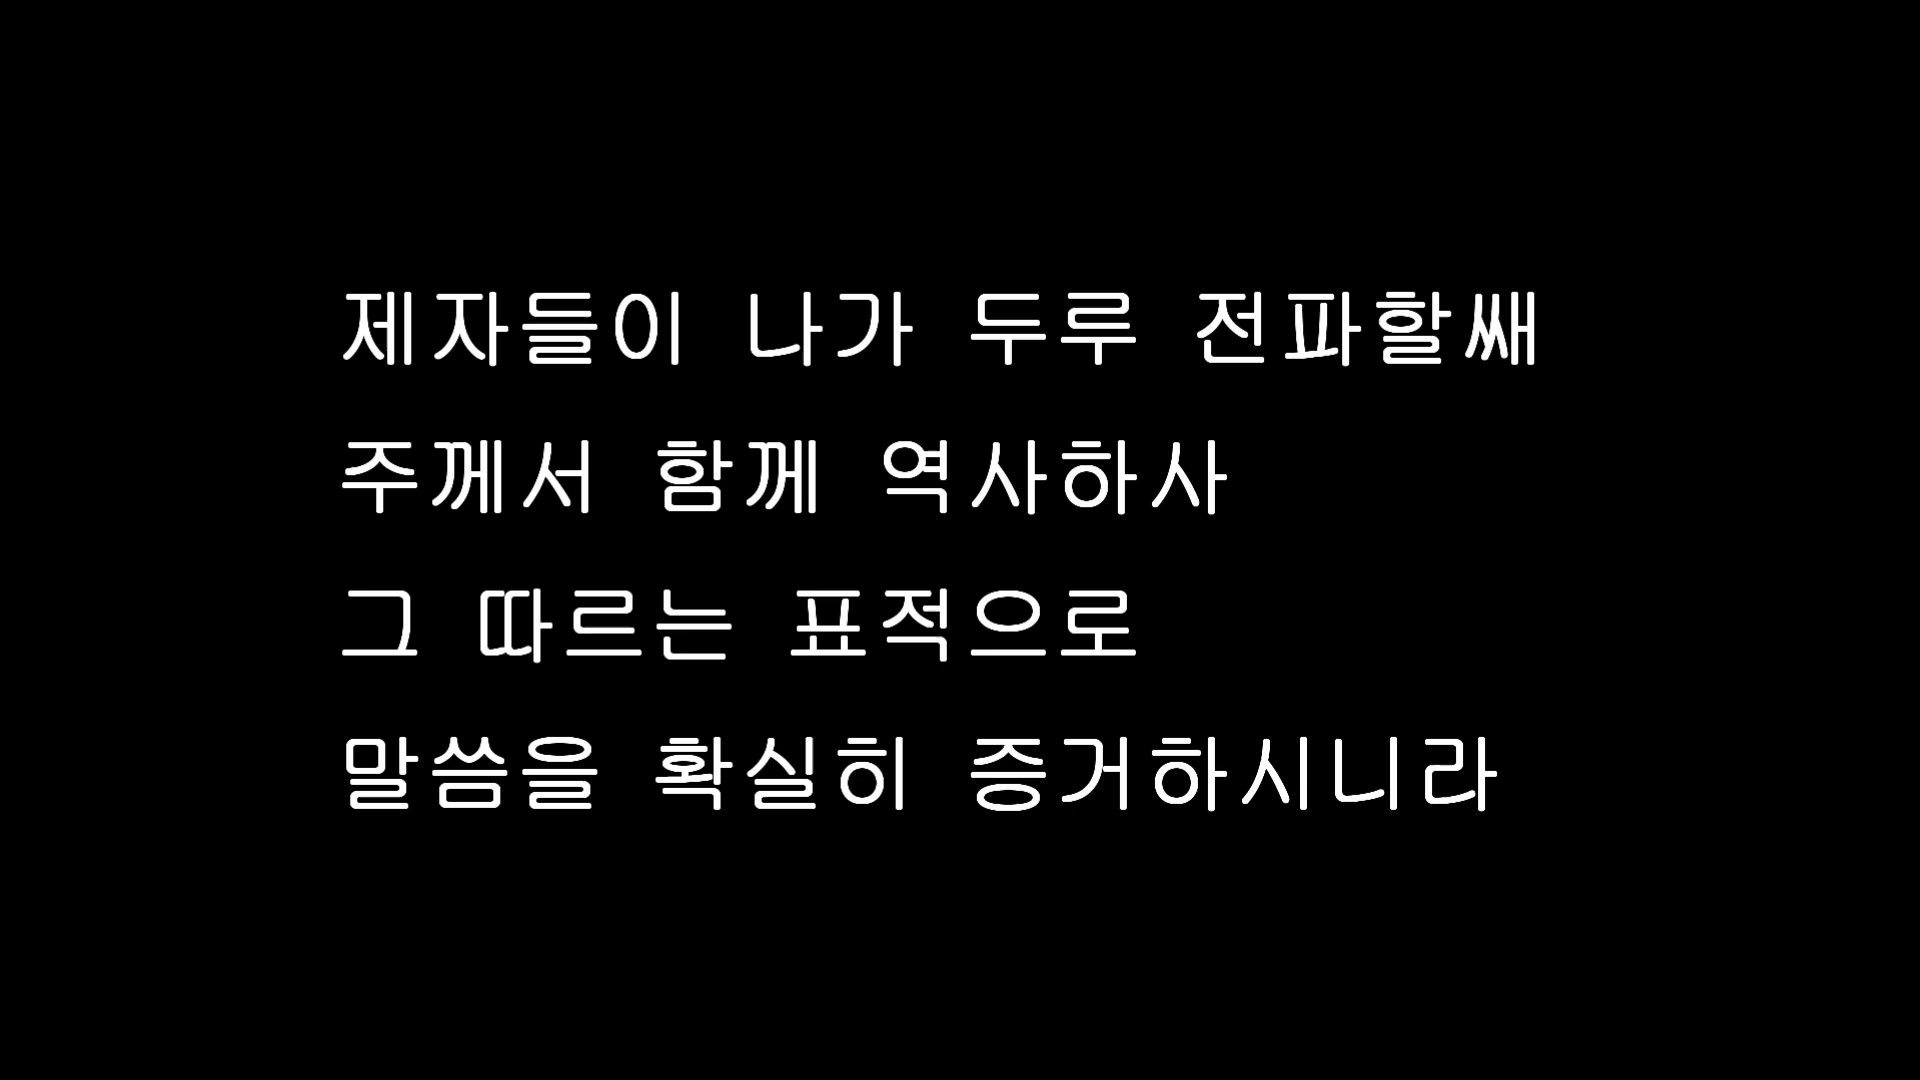 제자들이 나가 두루 전파할쌔
주께서 함께 역사하사
그 따르는 표적으로
말씀을 확실히 증거하시니라